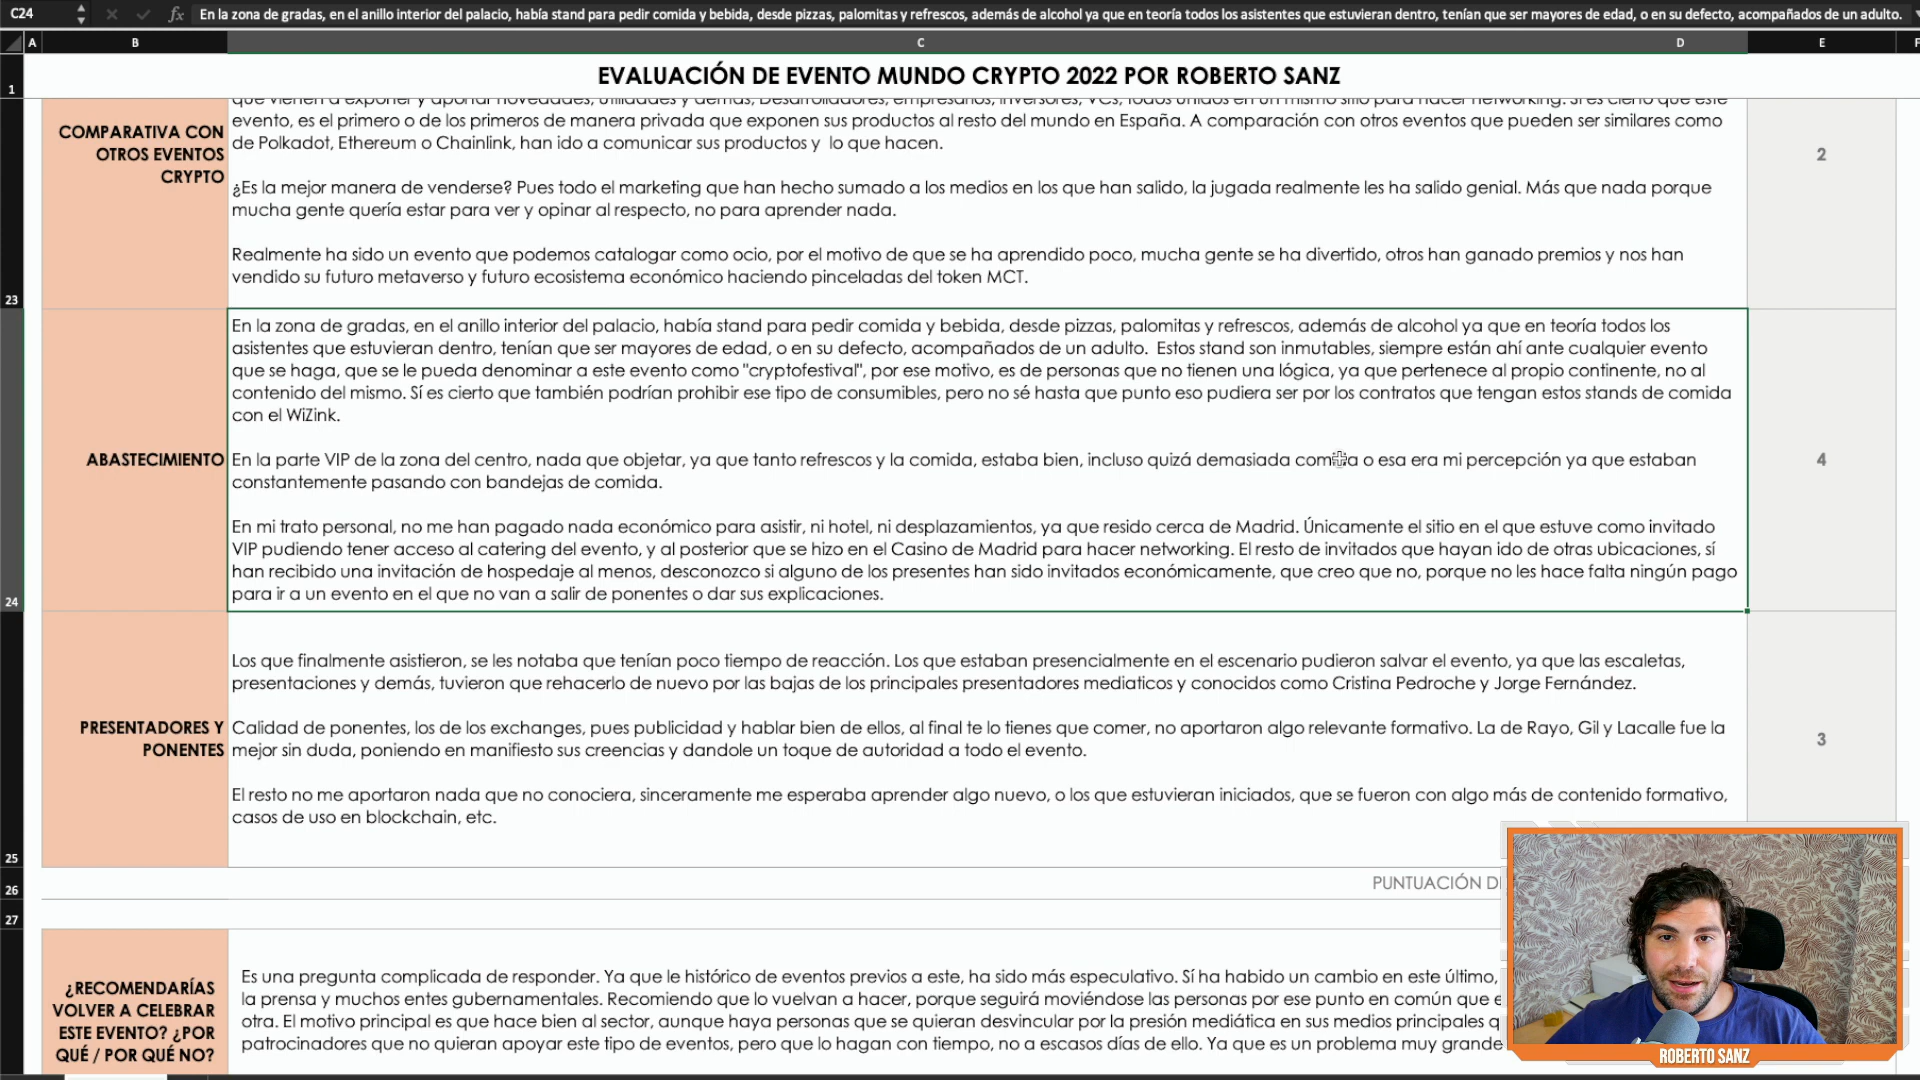 C24
fx En la zona de gradas, en el anillo interior del palacio, había stand para pedir comida y bebida, desde pizzas, palomitas y refrescos, además de alcohol ya que en teoría todos los asistentes que estuvieran dentro, tenían que ser mayores de edad, o en su defecto, acompañados de un adulto.
A B C D E F
1 EVALUACIÓN DE EVENTO MUNDO CRYPTO 2022 POR ROBERTO SANZ
COMPARATIVA CON
OTROS EVENTOS
CRYPTO
que vienen a exponer y aportar novedades, utilidades y demás, Desarrolladores, empresarios, inversores, VCs, todos unidos en un mismo sitio para hacer networking. Sí es cierto que este
evento, es el primero o de los primeros de manera privada que exponen sus productos al resto del mundo en España. A comparación con otros eventos que pueden ser similares como
de Polkadot, Ethereum o Chainlink, han ido a comunicar sus productos y lo que hacen.
¿Es la mejor manera de venderse? Pues todo el marketing que han hecho sumado a los medios en los que han salido, la jugada realmente les ha salido genial. Más que nada porque
mucha gente quería estar para ver y opinar al respecto, no para aprender nada.
Realmente ha sido un evento que podemos catalogar como ocio, por el motivo de que se ha aprendido poco, mucha gente se ha divertido, otros han ganado premios y nos han
vendido su futuro metaverso y futuro ecosistema económico haciendo pinceladas del token MCT.
2
23
En la zona de gradas, en el anillo interior del palacio, había stand para pedir comida y bebida, desde pizzas, palomitas y refrescos, además de alcohol ya que en teoría todos los
asistentes que estuvieran dentro, tenían que ser mayores de edad, o en su defecto, acompañados de un adulto. Estos stand son inmutables, siempre están ahí ante cualquier evento
que se haga, que se le pueda denominar a este evento como "cryptofestival", por ese motivo, es de personas que no tienen una lógica, ya que pertenece al propio continente, no al
contenido del mismo. Sí es cierto que también podrían prohibir ese tipo de consumibles, pero no sé hasta que punto eso pudiera ser por los contratos que tengan estos stands de comida
con el WiZink.
ABASTECIMIENTO
En la parte VIP de la zona del centro, nada que objetar, ya que tanto refrescos y la comida, estaba bien, incluso quizá demasiada comida o esa era mi percepción ya que estaban
constantemente pasando con bandejas de comida.
En mi trato personal, no me han pagado nada económico para asistir, ni hotel, ni desplazamientos, ya que resido cerca de Madrid. Únicamente el sitio en el que estuve como invitado
VIP pudiendo tener acceso al catering del evento, y al posterior que se hizo en el Casino de Madrid para hacer networking. El resto de invitados que hayan ido de otras ubicaciones, sí
han recibido una invitación de hospedaje al menos, desconozco si alguno de los presentes han sido invitados económicamente, que creo que no, porque no les hace falta ningún pago
para ir a un evento en el que no van a salir de ponentes o dar sus explicaciones.
4
24
Los que finalmente asistieron, se les notaba que tenían poco tiempo de reacción. Los que estaban presencialmente en el escenario pudieron salvar el evento, ya que las escaletas,
presentaciones y demás, tuvieron que rehacerlo de nuevo por las bajas de los principales presentadores mediaticos y conocidos como Cristina Pedroche y Jorge Fernández.
PRESENTADORES Y
PONENTES
Calidad de ponentes, los de los exchanges, pues publicidad y hablar bien de ellos, al final te lo tienes que comer, no aportaron algo relevante formativo. La de Rayo, Gil y Lacalle fue la
mejor sin duda, poniendo en manifiesto sus creencias y dandole un toque de autoridad a todo el evento.
El resto no me aportaron nada que no conociera, sinceramente me esperaba aprender algo nuevo, o los que estuvieran iniciados, que se fueron con algo más de contenido formativo,
casos de uso en blockchain, etc.
3
25
26 PUNTUACIÓN
27
¿RECOMENDARÍAS
VOLVER A CELEBRAR
ESTE EVENTO? ¿POR
QUÉ / POR QUÉ NO?
Es una pregunta complicada de responder. Ya que le histórico de eventos previos a este, ha sido más especulativo. Sí ha habido un cambio en este último,
la prensa y muchos entes gubernamentales. Recomiendo que lo vuelvan a hacer, porque seguirá moviéndose las personas por ese punto en común que
otra. El motivo principal es que hace bien al sector, aunque haya personas que se quieran desvincular por la presión mediática en sus medios principales
patrocinadores que no quieran apoyar este tipo de eventos, pero que lo hagan con tiempo, no a escasos días de ello. Ya que es un problema muy grande
ROBERTO SANZ